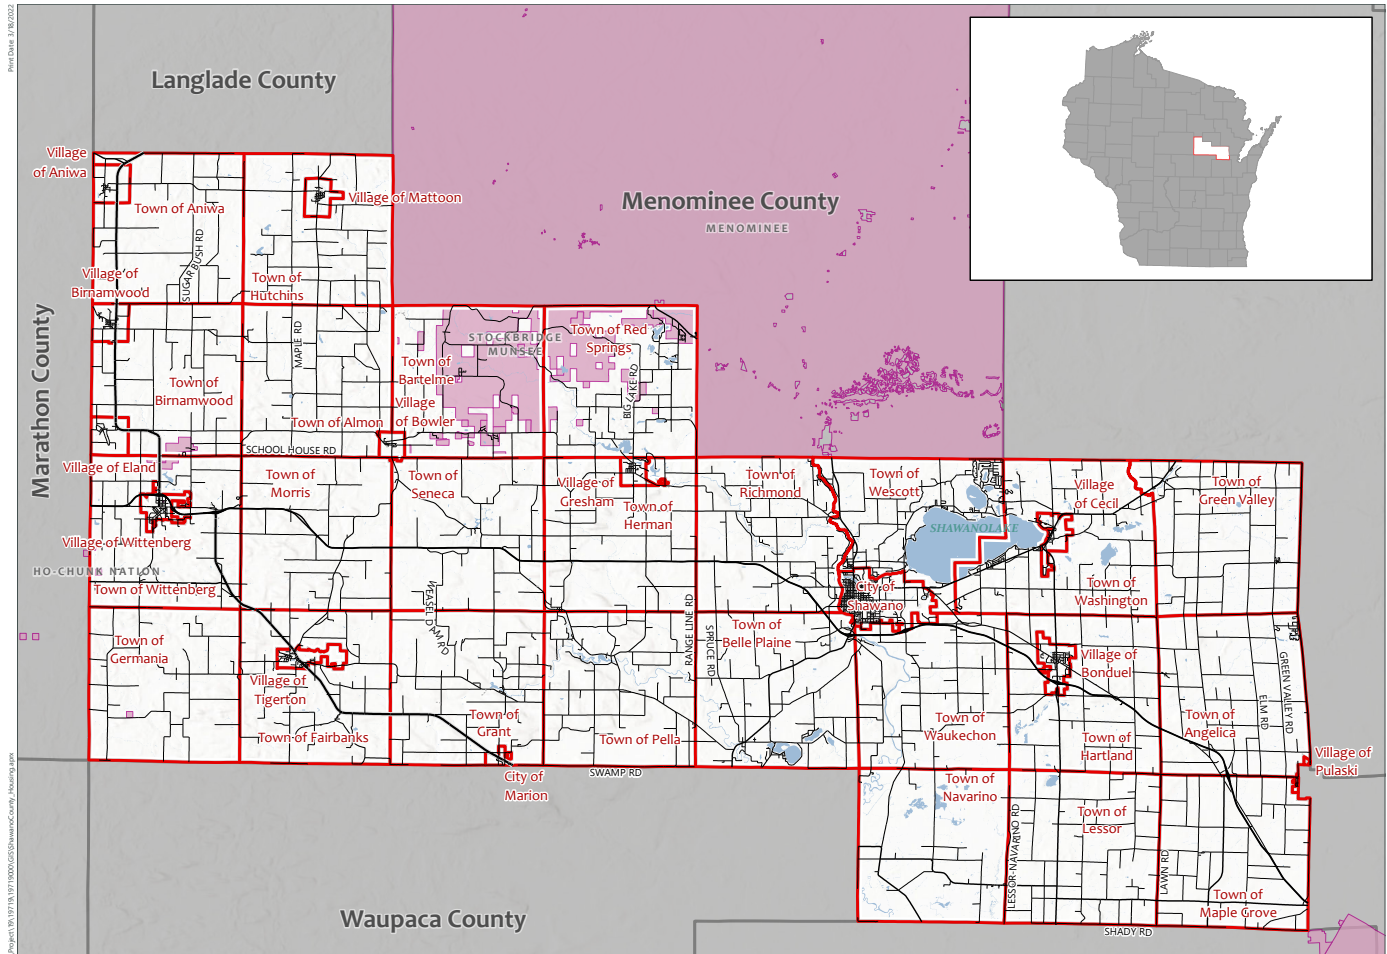 Print Date: 3/18/2022
Langlade County
Village
of Aniwa
Town of Aniwa
Village of Mattoon
Menominee County
MENOMINEE
SUGAR BUSH RD
Village of
Birnamwood
Town of
Hutchins
Marathon County
MAPLE RD
STOCKBRIDGE
MUNSEE
Town of Red
Springs
Town of
Bartelme
Town of
Birnamwood
BIG LAKE RD
Village
of Bowler
Town of Almon
SCHOOL HOUSE RD
Village of Eland
Town of
Morris
Town of
Seneca
Village of
Gresham
Town of
Herman
Town of
Richmond
Town of
Wescott
Village
of Cecil
Town of
Green Valley
SHAWANO LAKE
Village of Wittenberg
HO-CHUNK NATION
Town of Wittenberg
WEASEL DAM RD
City of
Shawano
Town of
Washington
Town of
Germania
RANGE LINE RD
SPRUCE RD
Town of
Belle Plaine
Village of
Bonduel
GREEN VALLEY RD
ELM RD
Village of
Tigerton
Town of Fairbanks
Town of
Grant
Town of Pella
Town of
Waukechon
Town of
Hartland
Town of
Angelica
Village of
Pulaski
SWAMP RD
City of
Marion
Town of
Navarino
LESSOR-NAVARINO RD
Town of
Lessor
LAWN RD
Town of
Maple Grove
Waupaca County
SHADY RD